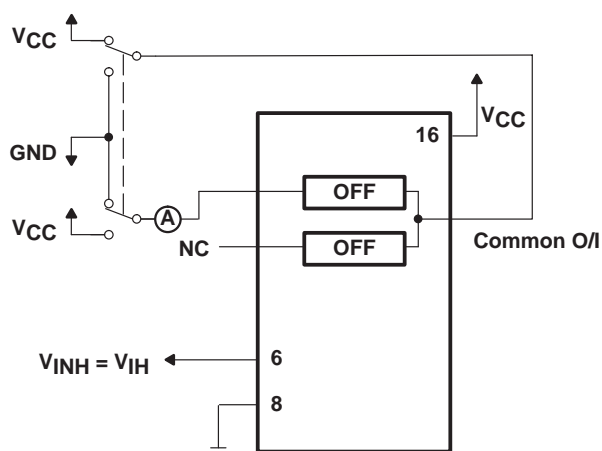 VCC
VCC
16
GND
OFF
A
VCC
NC
OFF
Common O/I
VINH = VIH
6
8